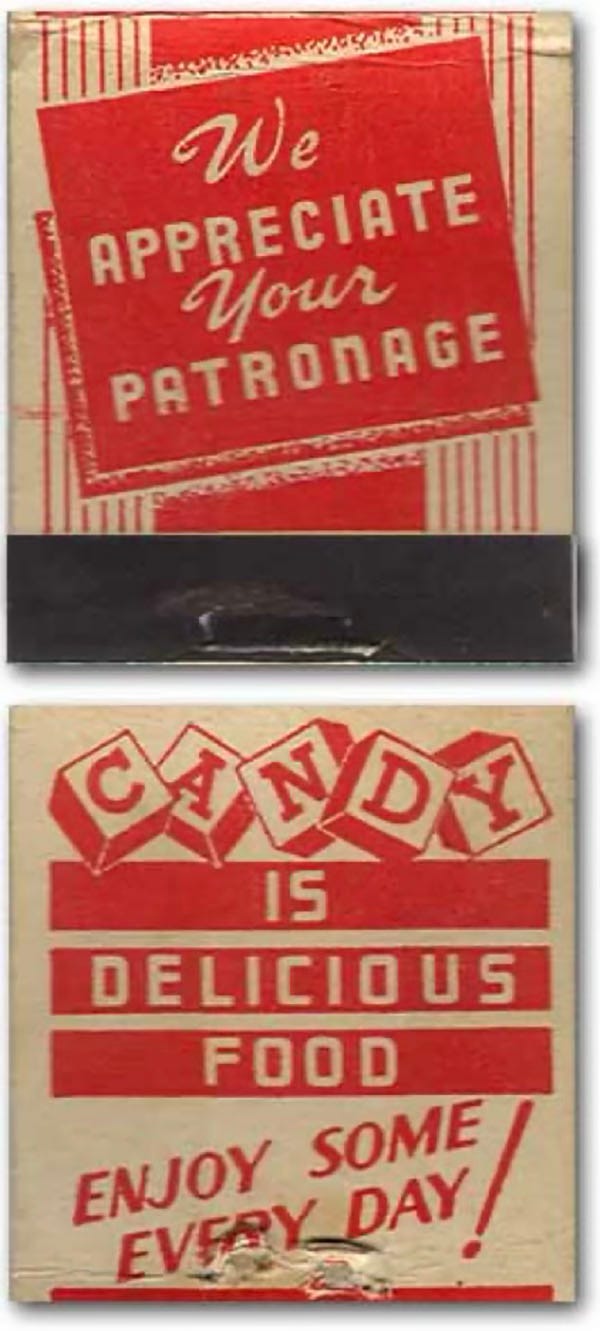 We
APPRECIATE
Your
PATRONAGE
CANDY
IS
DELICIOUS
FOOD
ENJOY SOME
EVERY DAY!